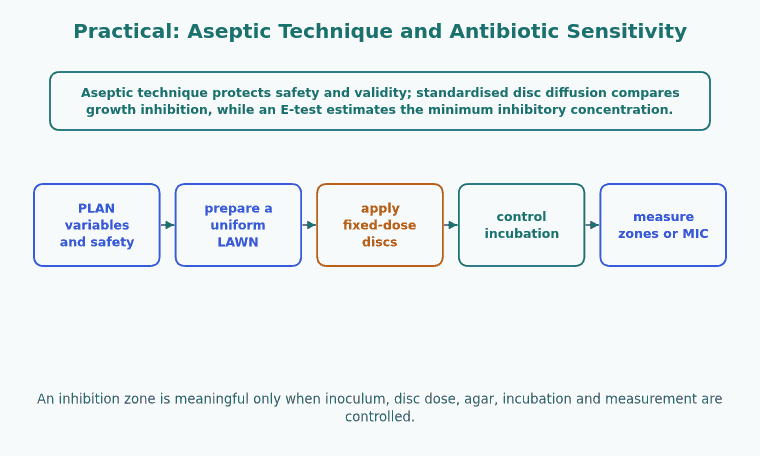 Practical: Aseptic Technique and Antibiotic Sensitivity
Aseptic technique protects safety and validity; standardised disc diffusion compares
growth inhibition, while an E-test estimates the minimum inhibitory concentration.
PLAN
variables
and safety
prepare a
uniform
LAWN
apply
fixed-dose
discs
control
incubation
measure
zones or MIC
An inhibition zone is meaningful only when inoculum, disc dose, agar, incubation and measurement are
controlled.